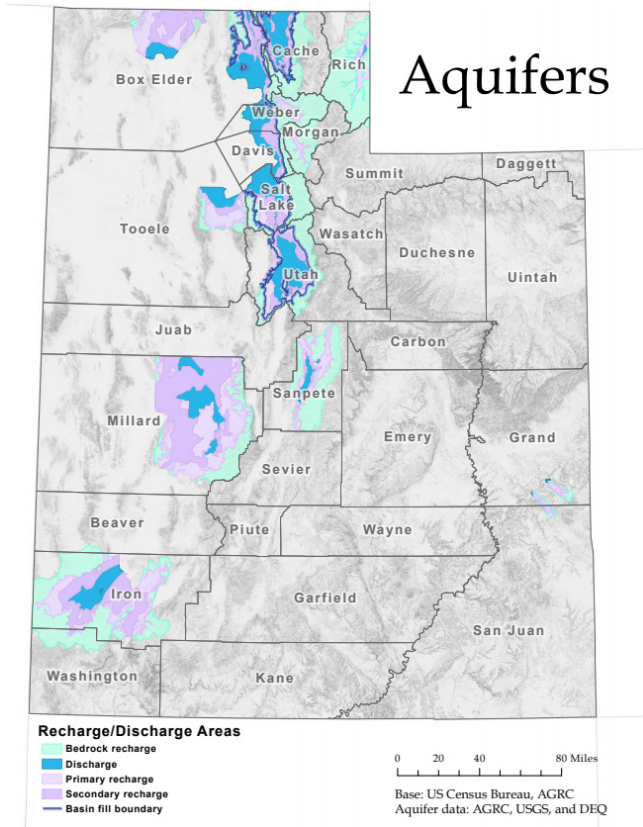 Aquifers
Cache
Rich
Box Elder
Weber
Morgan
Davis
Daggett
Summit
Salt
Lake
Tooele
Wasatch
Duchesne
Uintah
Utah
Juab
Carbon
Sanpete
Millard
Emery
Grand
Sevier
Beaver
Piute
Wayne
Iron
Garfield
San Juan
Washington
Kane
Recharge/Discharge Areas
Bedrock recharge
Discharge
Primary recharge
Secondary recharge
Basin fill boundary
0 20 40 80 Miles
Base: US Census Bureau, AGRC
Aquifer data: AGRC, USGS, and DEQ